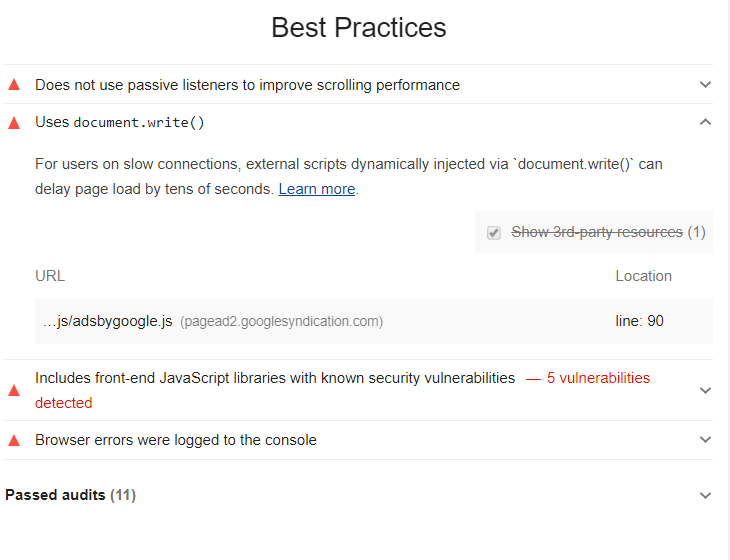 Best Practices
Does not use passive listeners to improve scrolling performance
Uses document.write()
For users on slow connections, external scripts dynamically injected via `document.write()` can
delay page load by tens of seconds. Learn more.
Show 3rd-party resources (1)
URL Location
…js/adsbygoogle.js (pagead2.googlesyndication.com) line: 90
Includes front-end JavaScript libraries with known security vulnerabilities — 5 vulnerabilities
detected
Browser errors were logged to the console
Passed audits (11)